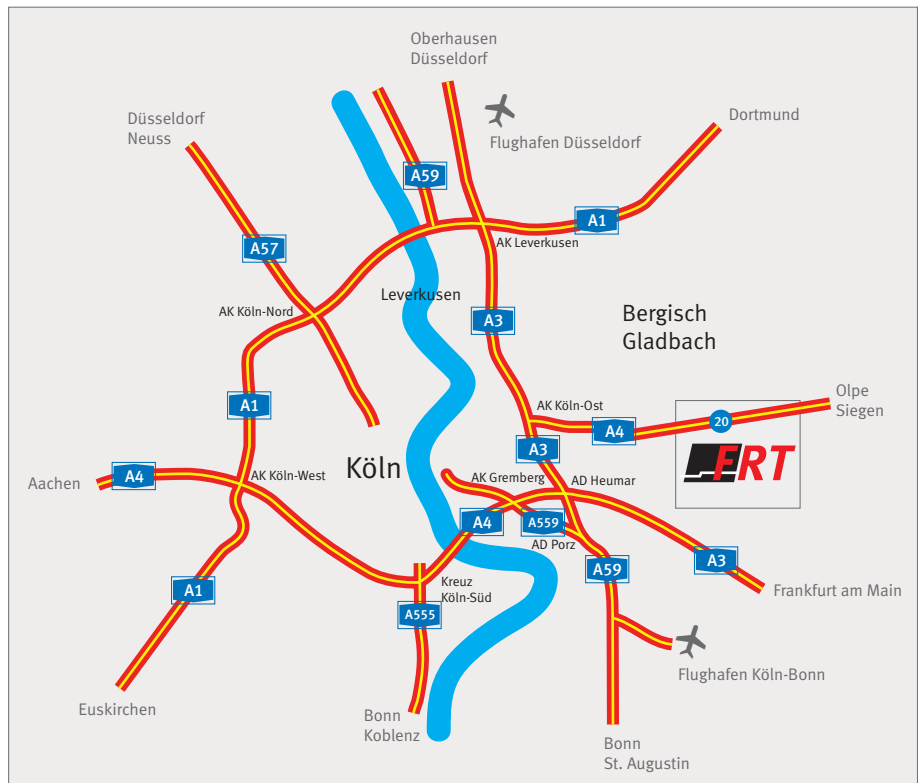 Oberhausen
Düsseldorf
Düsseldorf
Neuss
Flughafen Düsseldorf
Dortmund
A59
A1
A57
AK Leverkusen
Leverkusen
AK Köln-Nord
A3
Bergisch
Gladbach
A1
AK Köln-Ost
A4
20
Olpe
Siegen
A3
FRT
Köln
Aachen
A4
AK Köln-West
AK Gremberg
AD Heumar
A4
A559
AD Porz
A59
A3
A1
Kreuz
Köln-Süd
A555
Frankfurt am Main
Flughafen Köln-Bonn
Euskirchen
Bonn
Koblenz
Bonn
St. Augustin